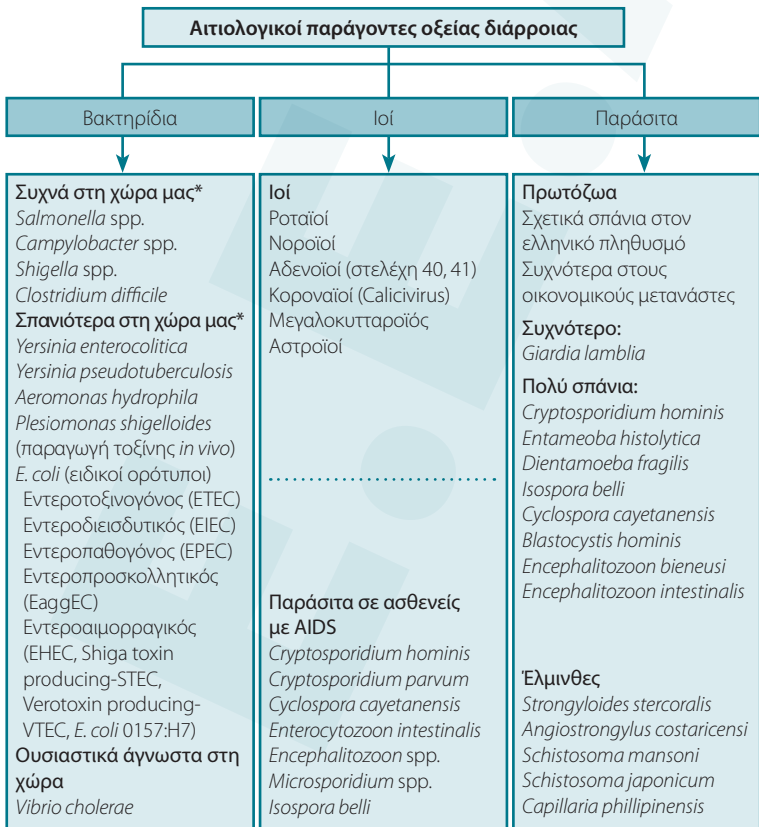 Αιτιολογικοί παράγοντες οξείας διάρροιας
Βακτηρίδια
Συχνά στη χώρα μας*
Salmonella spp.
Campylobacter spp.
Shigella spp.
Clostridium difficile
Σπανιότερα στη χώρα μας*
Yersinia enterocolitica
Yersinia pseudotuberculosis
Aeromonas hydrophila
Plesiomonas shigelloides
(παραγωγή τοξίνης in vivo)
E. coli (ειδικοί ορότυποι)
Εντεροτοξινογόνος (ETEC)
Εντεροδιεισδυτικός (EIEC)
Εντεροπαθογόνος (EPEC)
Εντεροπροσκολλητικός
(EaggEC)
Εντεροαιμορραγικός
(EHEC, Shiga toxin
producing-STEC,
Verotoxin producing-
VTEC, E. coli 0157:H7)
Ουσιαστικά άγνωστα στη
χώρα
Vibrio cholerae
Ιοί
Ιοί
Ροταϊοί
Νοροϊοί
Αδενοϊοί (στελέχη 40, 41)
Κοροναϊοί (Calicivirus)
Μεγαλοκυτταροϊός
Αστροϊοί
Παράσιτα σε ασθενείς
με AIDS
Cryptosporidium hominis
Cryptosporidium parvum
Cyclospora cayetanensis
Enterocytozoon intestinalis
Encephalitozoon spp.
Microsporidium spp.
Isospora belli
Παράσιτα
Πρωτόζωα
Σχετικά σπάνια στον
ελληνικό πληθυσμό
Συχνότερα στους
οικονομικούς μετανάστες
Συχνότερο:
Giardia lamblia
Πολύ σπάνια:
Cryptosporidium hominis
Entameoba histolytica
Dientamoeba fragilis
Isospora belli
Cyclospora cayetanensis
Blastocystis hominis
Encephalitozoon bieneusi
Encephalitozoon intestinalis
Έλμινθες
Strongyloides stercoralis
Angiostrongylus costaricensi
Schistosoma mansoni
Schistosoma japonicum
Capillaria phillipinensis